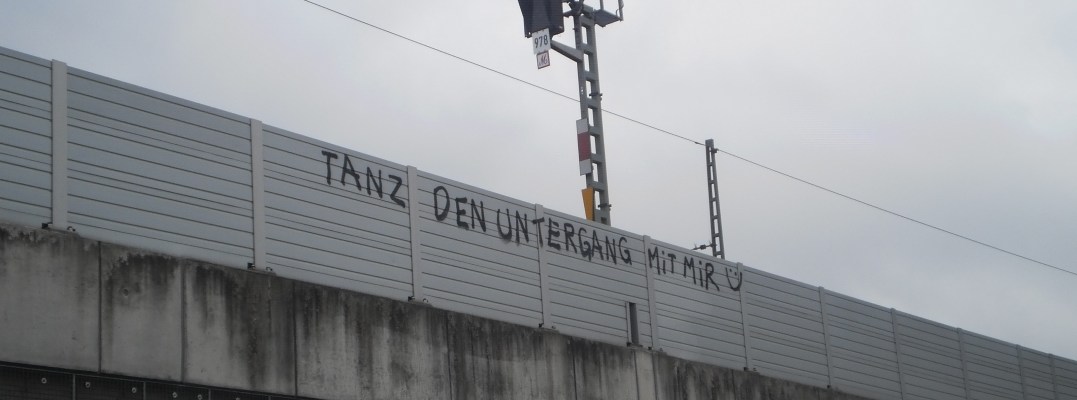 978
TANZ DEN UNTERGANG MiT MiR Ü